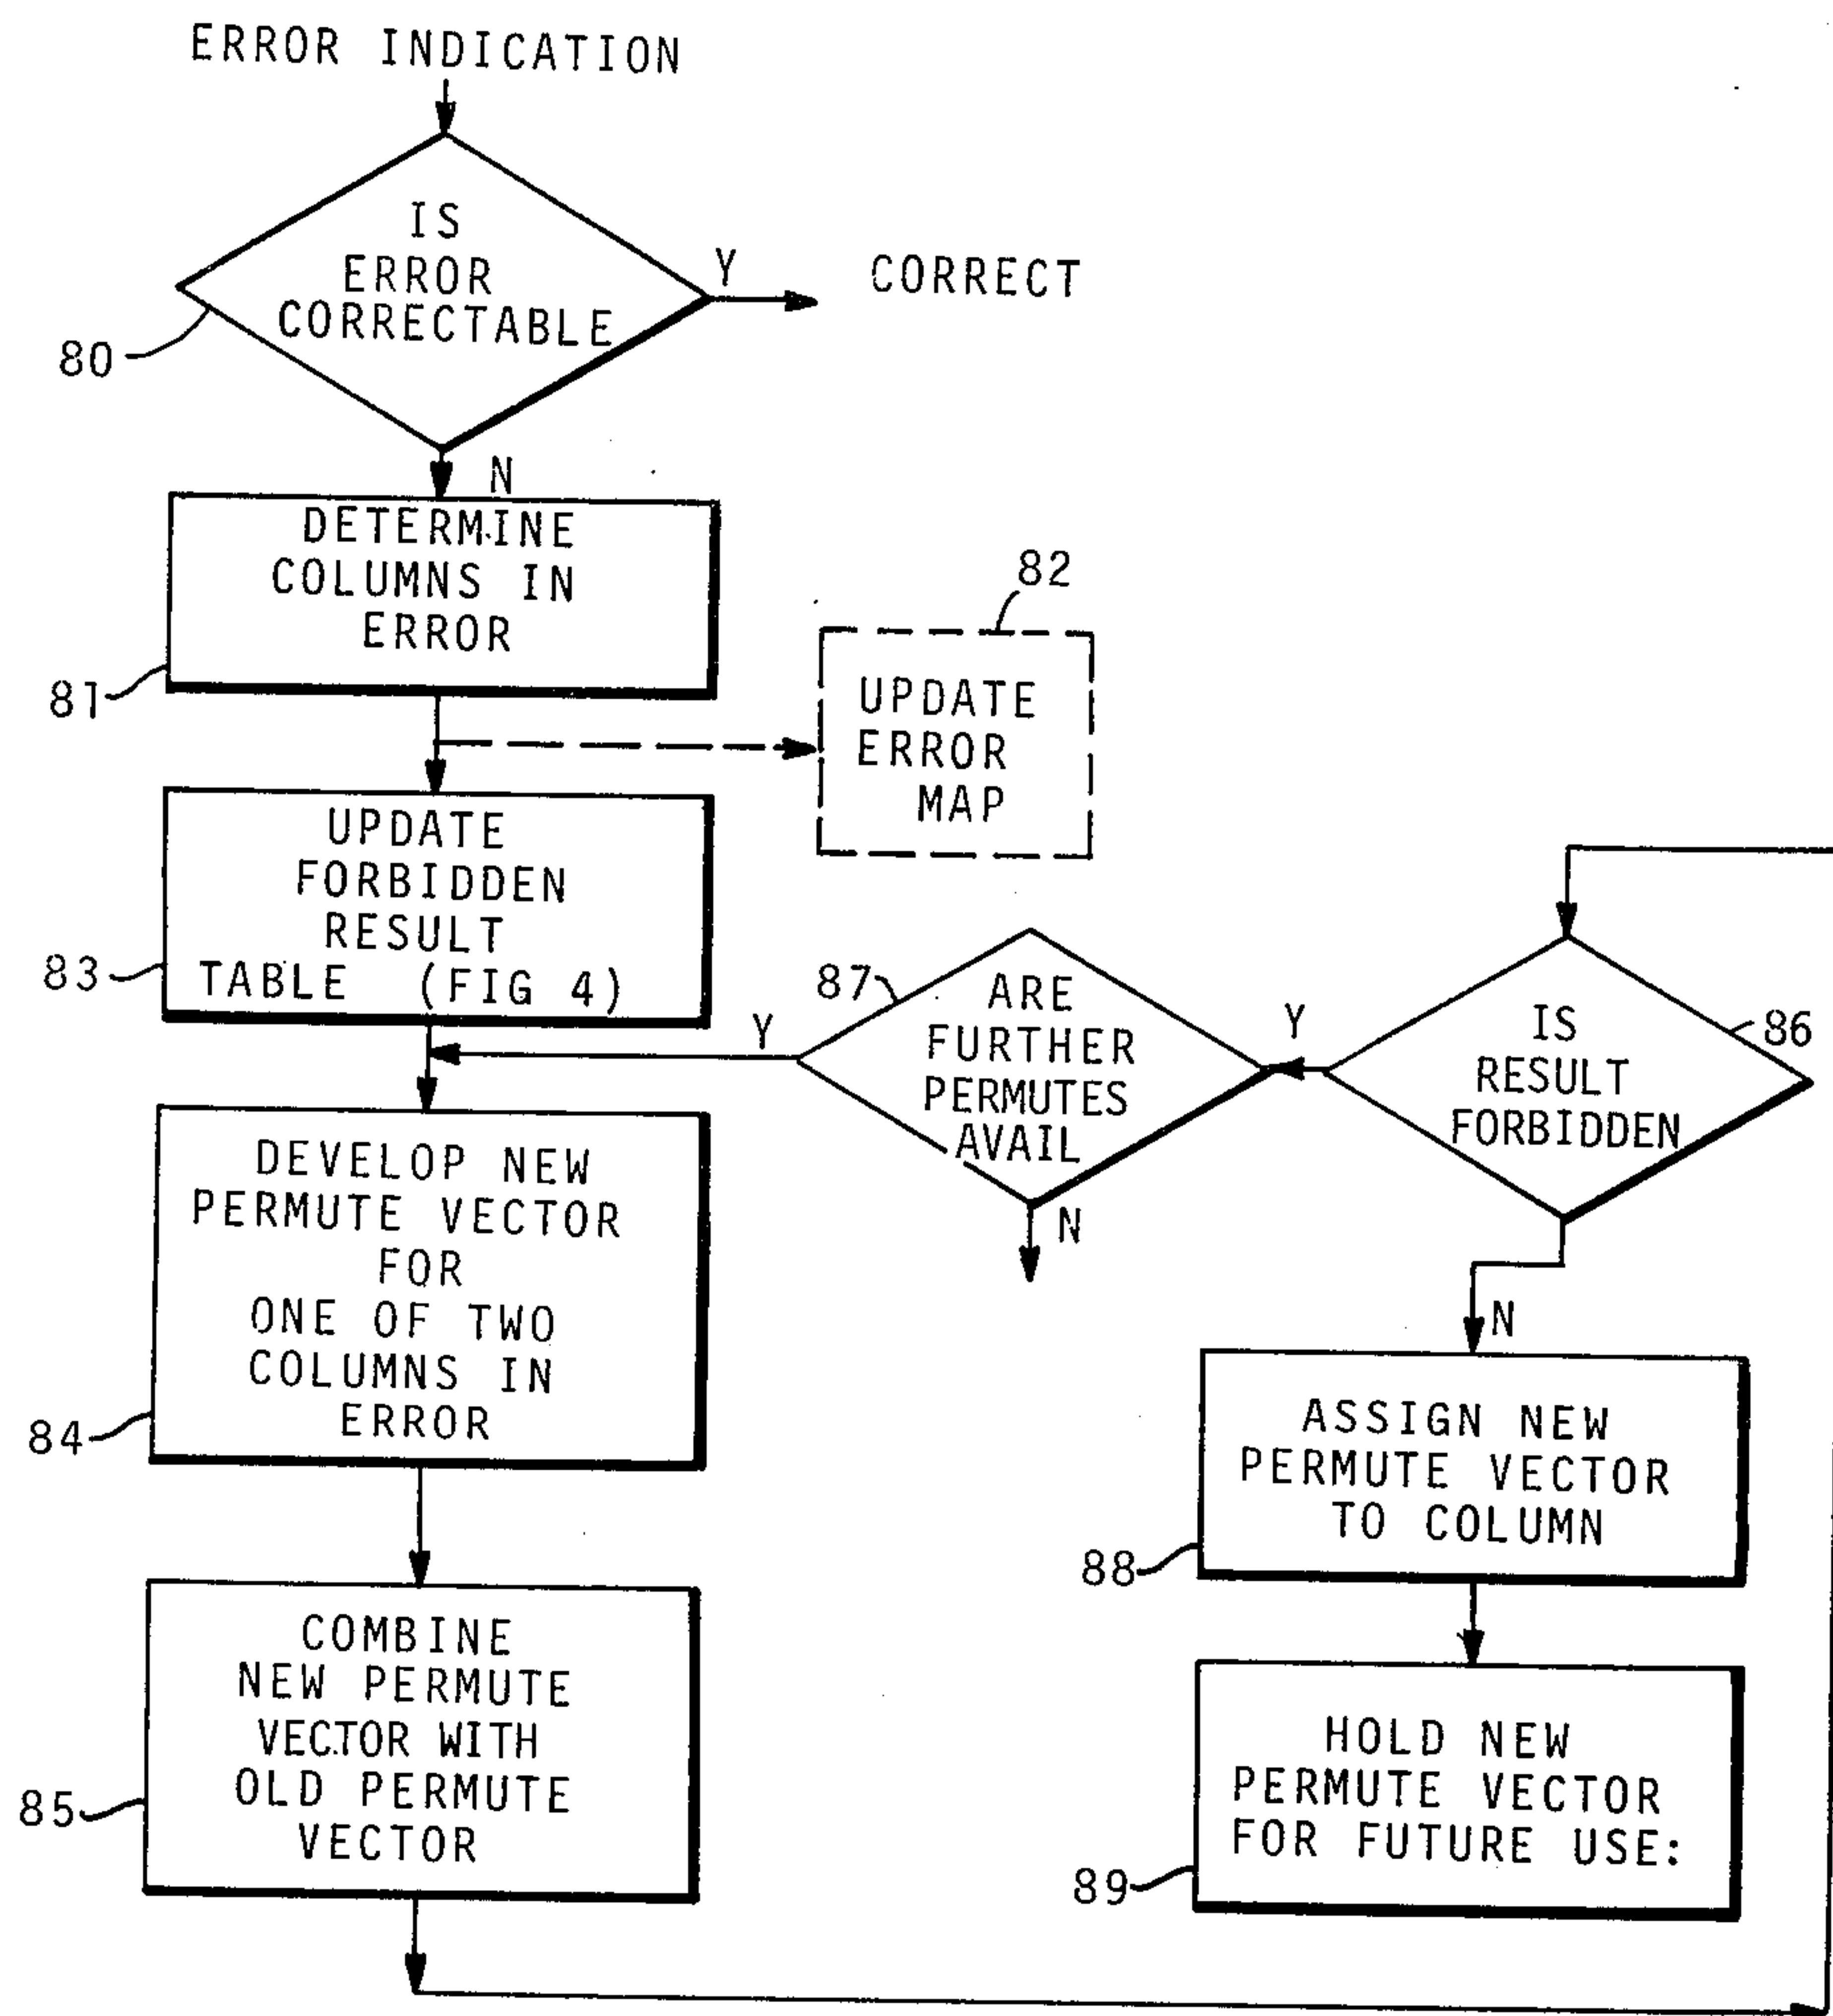 ERROR INDICATION
IS
ERROR
CORRECTABLE
Y
CORRECT
80
N
DETERMINE
COLUMNS IN
ERROR
81
82
UPDATE
ERROR
MAP
UPDATE
FORBIDDEN
RESULT
TABLE (FIG 4)
83
87
ARE
FURTHER
PERMUTES
AVAIL
Y
N
Y
IS
RESULT
FORBIDDEN
86
N
DEVELOP NEW
PERMUTE VECTOR
FOR
ONE OF TWO
COLUMNS IN
ERROR
84
ASSIGN NEW
PERMUTE VECTOR
TO COLUMN
88
COMBINE
NEW PERMUTE
VECTOR WITH
OLD PERMUTE
VECTOR
85
HOLD NEW
PERMUTE VECTOR
FOR FUTURE USE:
89